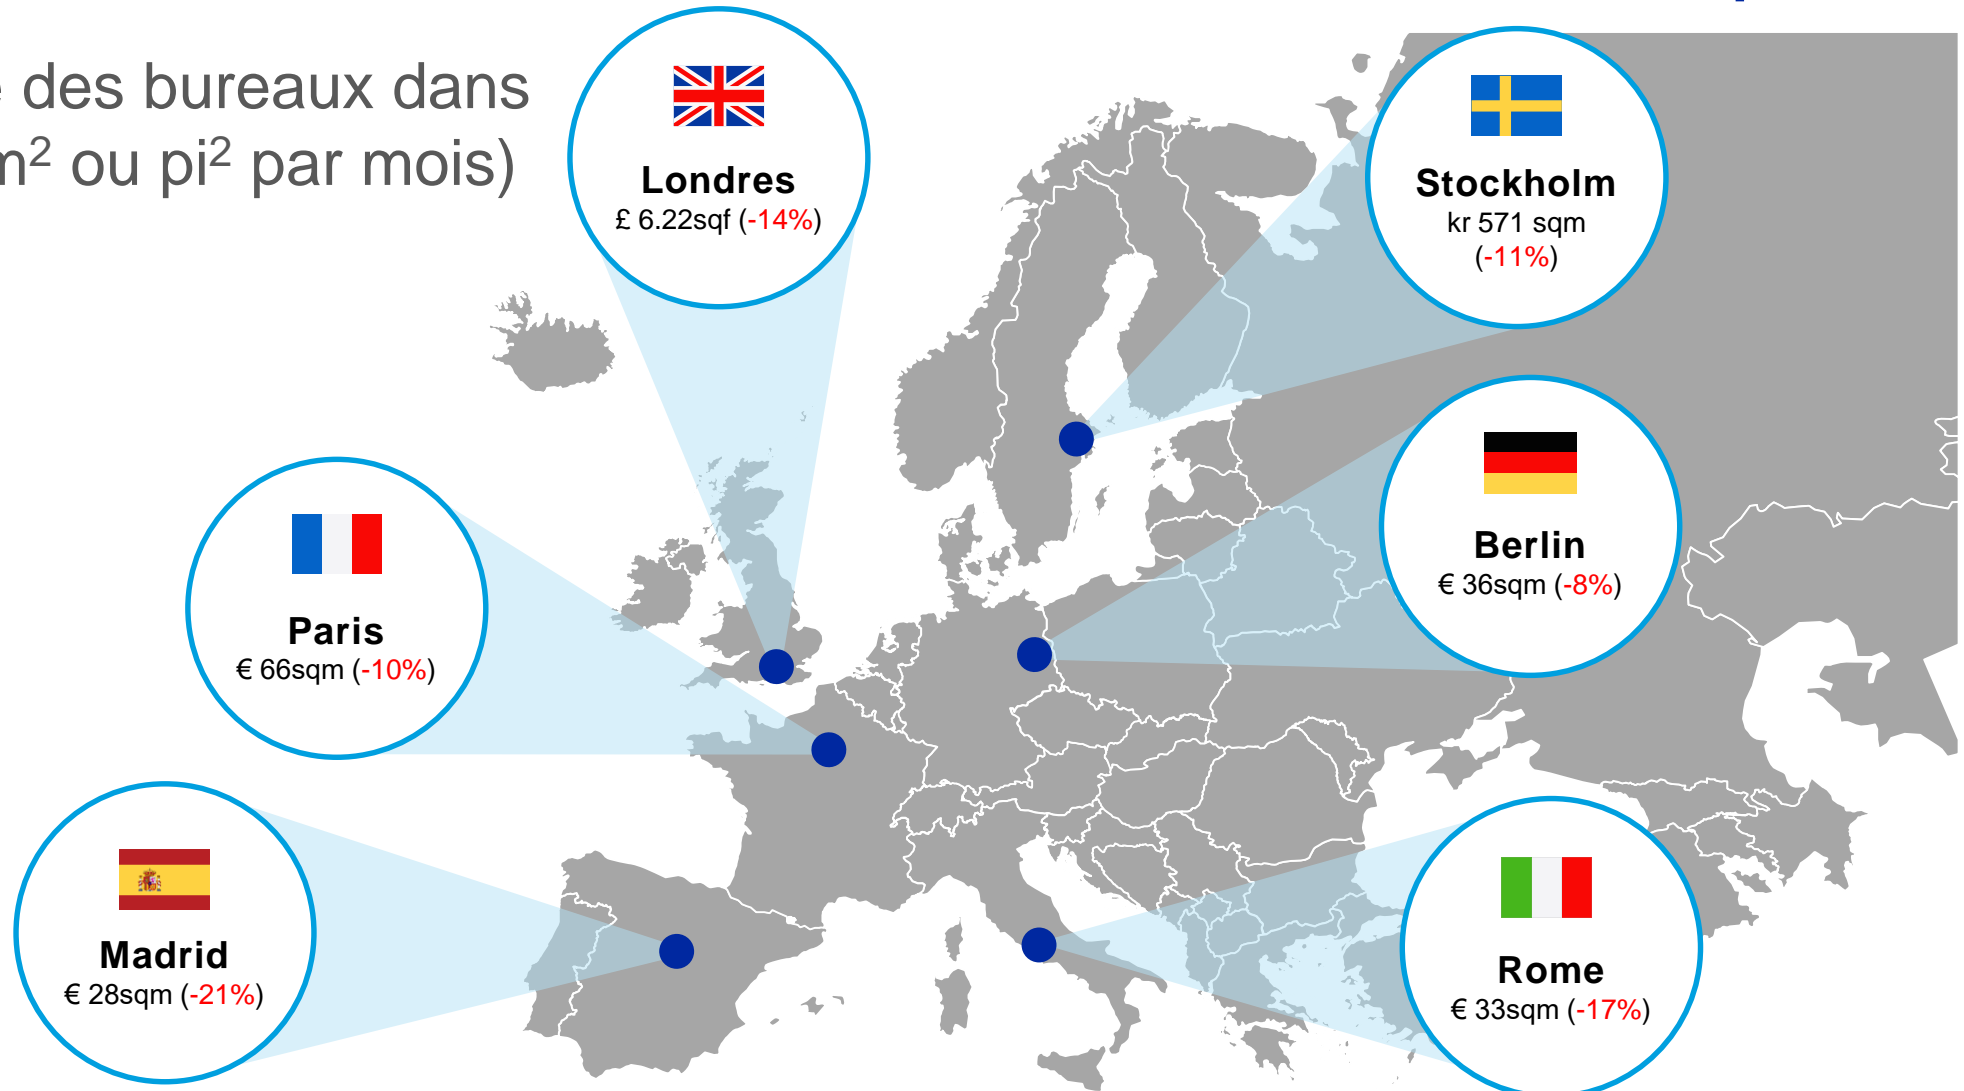 des bureaux dans
m² ou pi² par mois)
Londres
£ 6.22sqf (-14%)
Stockholm
kr 571 sqm
(-11%)
Berlin
€ 36sqm (-8%)
Paris
€ 66sqm (-10%)
Madrid
€ 28sqm (-21%)
Rome
€ 33sqm (-17%)